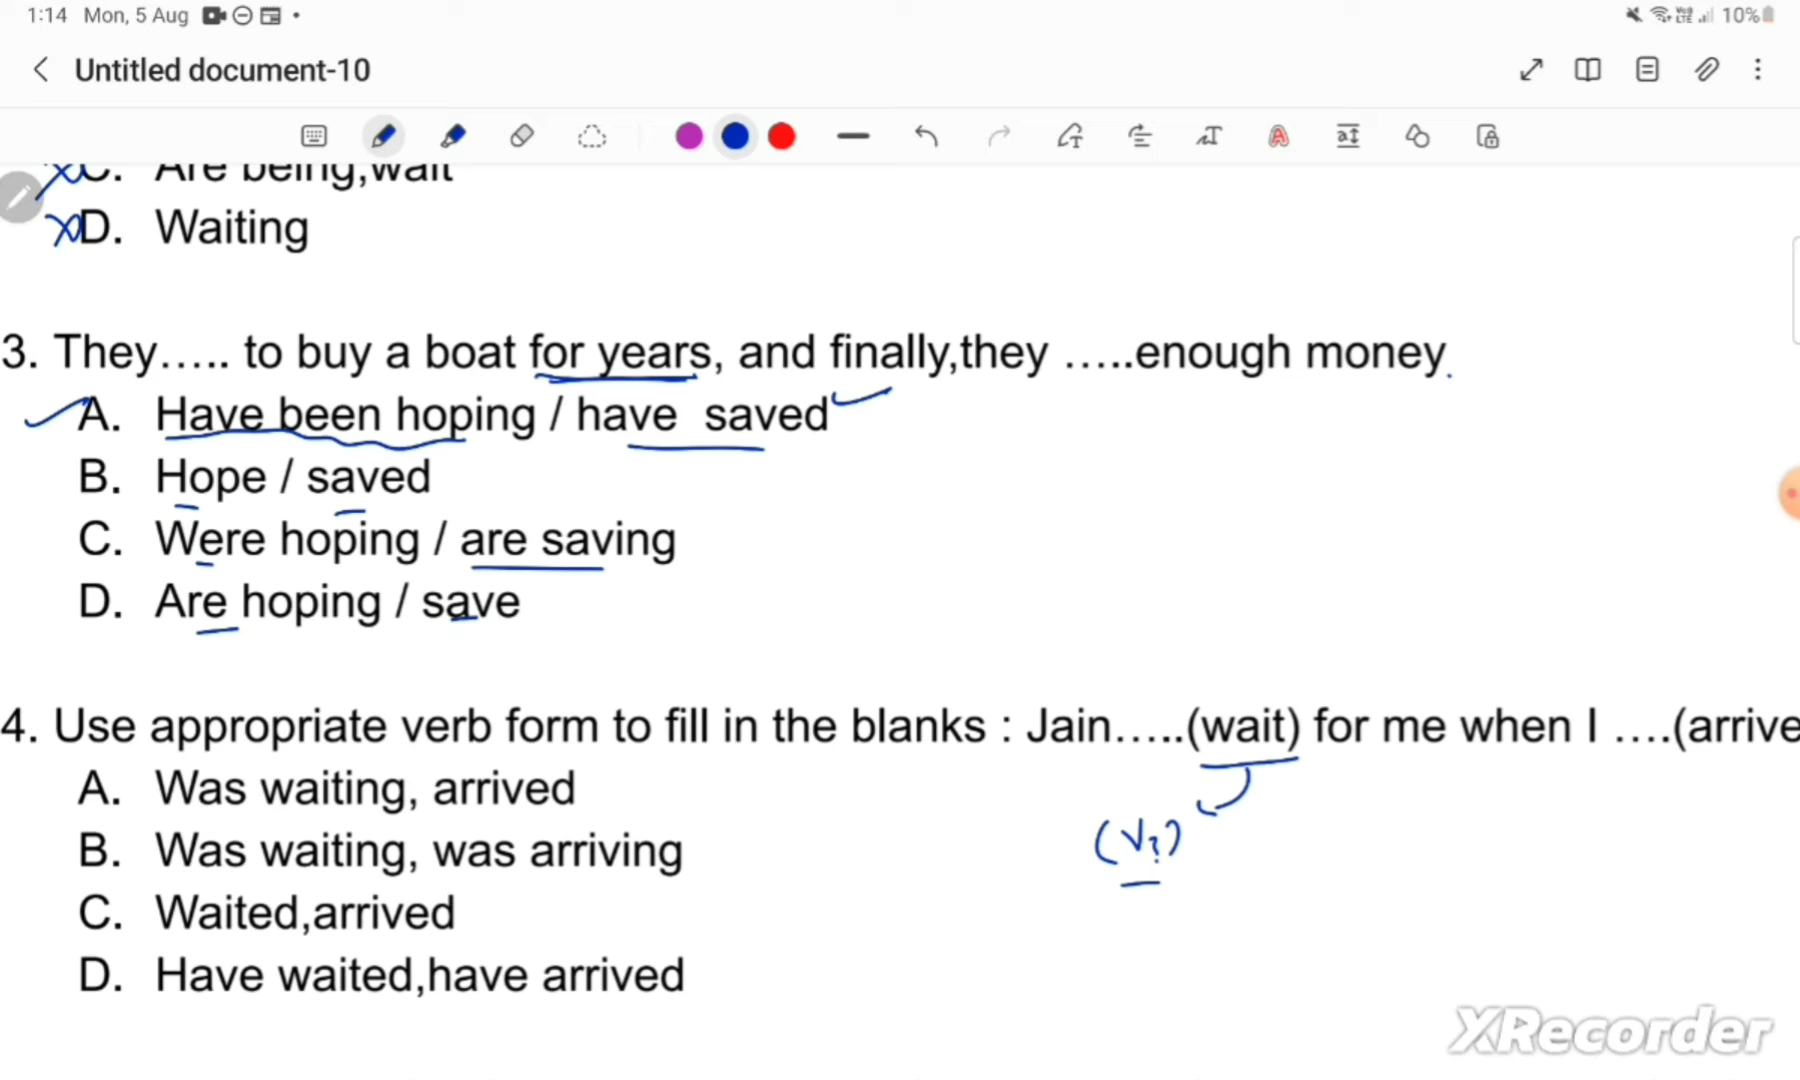 1:14 Mon, 5 Aug 10%
Untitled document-10
C. Are being,wait
D. Waiting
3. They..... to buy a boat for years, and finally,they .....enough money.
A. Have been hoping / have saved
B. Hope / saved
C. Were hoping / are saving
D. Are hoping / save
4. Use appropriate verb form to fill in the blanks : Jain.....(wait) for me when I ....(arrive
A. Was waiting, arrived
(V?)
B. Was waiting, was arriving
C. Waited,arrived
D. Have waited,have arrived
XRecorder